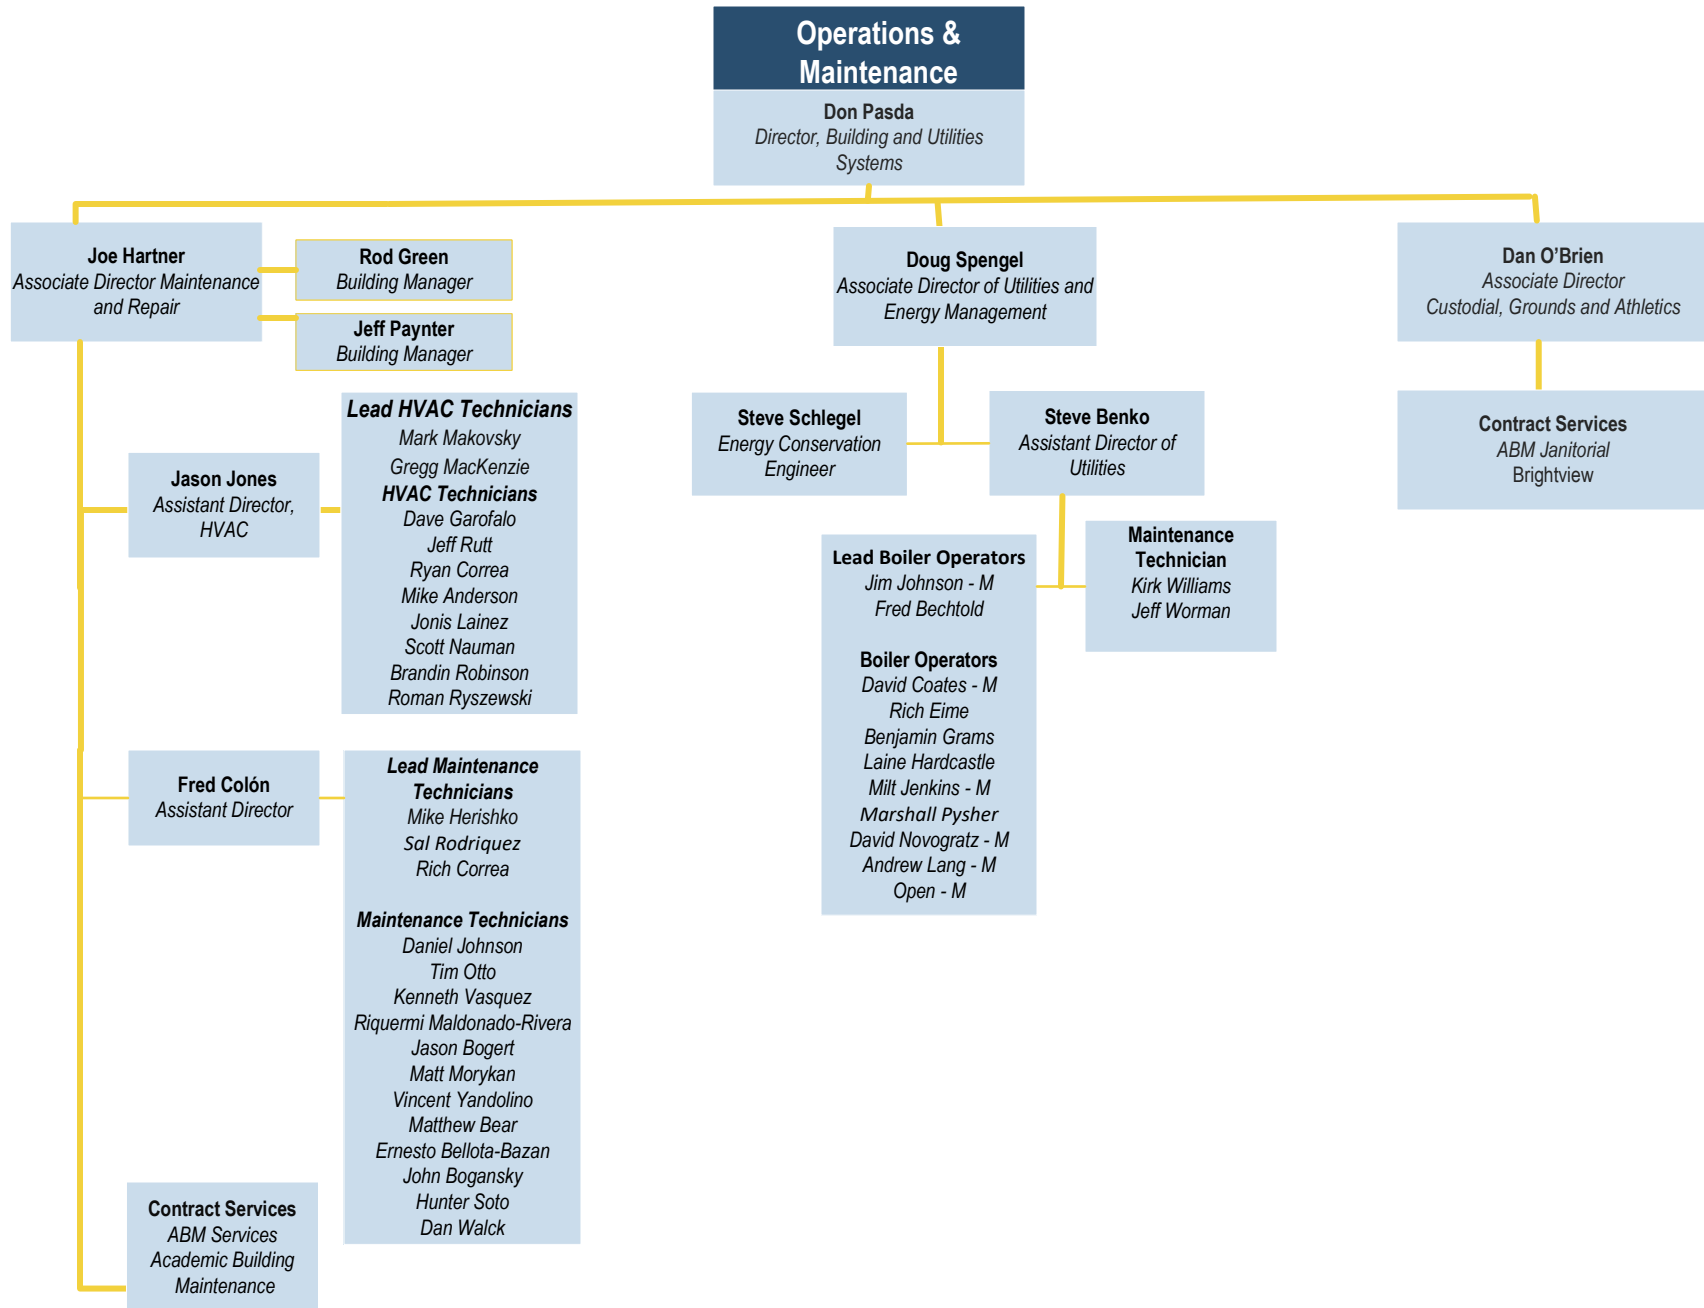 Operations &
Maintenance
Don Pasda
Director, Building and Utilities
Systems
Joe Hartner
Associate Director Maintenance
and Repair
Rod Green
Building Manager
Jeff Paynter
Building Manager
Doug Spengel
Associate Director of Utilities and
Energy Management
Dan O’Brien
Associate Director
Custodial, Grounds and Athletics
Jason Jones
Assistant Director,
HVAC
Lead HVAC Technicians
Mark Makovsky
Gregg MacKenzie
HVAC Technicians
Dave Garofalo
Jeff Rutt
Ryan Correa
Mike Anderson
Jonis Lainez
Scott Nauman
Brandin Robinson
Roman Ryszewski
Fred Colón
Assistant Director
Lead Maintenance
Technicians
Mike Herishko
Sal Rodriquez
Rich Correa
Maintenance Technicians
Daniel Johnson
Tim Otto
Kenneth Vasquez
Riquermi Maldonado-Rivera
Jason Bogert
Matt Morykan
Vincent Yandolino
Matthew Bear
Ernesto Bellota-Bazan
John Bogansky
Hunter Soto
Dan Walck
Contract Services
ABM Services
Academic Building
Maintenance
Steve Schlegel
Energy Conservation
Engineer
Steve Benko
Assistant Director of
Utilities
Lead Boiler Operators
Jim Johnson - M
Fred Bechtold
Boiler Operators
David Coates - M
Rich Eime
Benjamin Grams
Laine Hardcastle
Milt Jenkins - M
Marshall Pysher
David Novogratz - M
Andrew Lang - M
Open - M
Maintenance
Technician
Kirk Williams
Jeff Worman
Contract Services
ABM Janitorial
Brightview